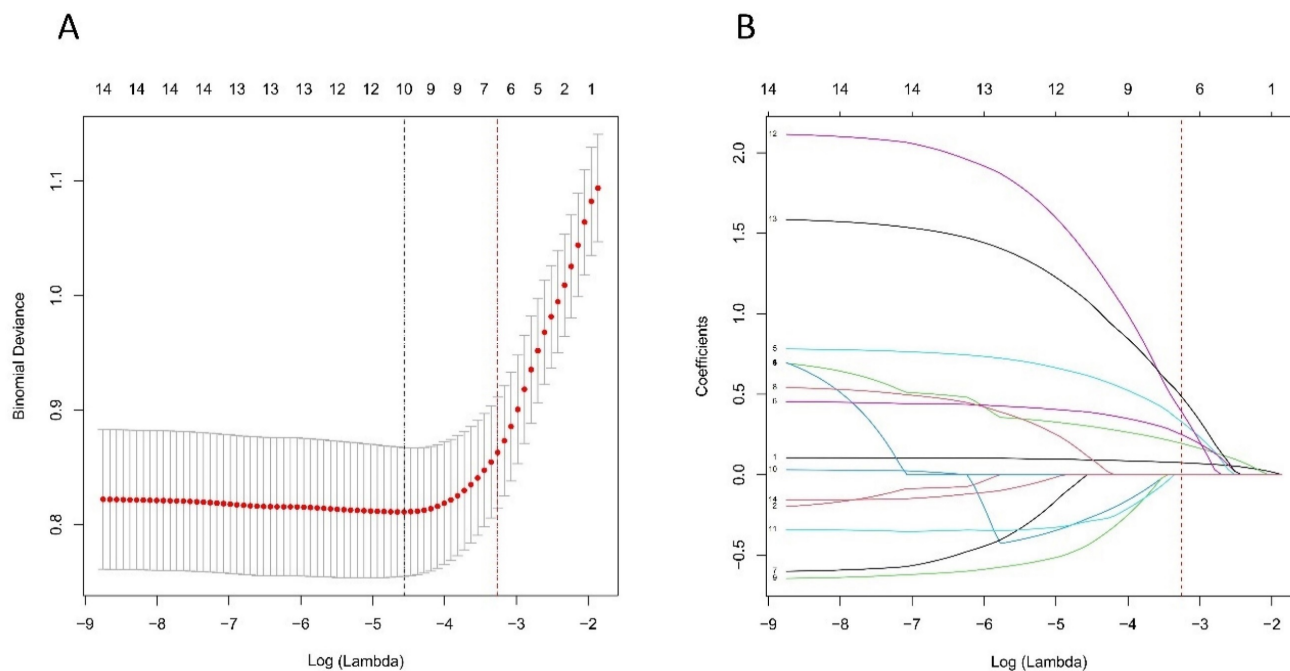 A
14 14 14 14 13 13 13 12 12 10 9 9 7 6 5 2 1
Binomial Deviance
1.1
1.0
0.9
0.8
−9 −8 −7 −6 −5 −4 −3 −2
Log (Lambda)
B
14 14 14 13 12 9 6 1
Coefficients
2.0
1.5
1.0
0.5
0.0
−0.5
12
13
5
8
6
1
10
14
2
11
7
9
−9 −8 −7 −6 −5 −4 −3 −2
Log (Lambda)